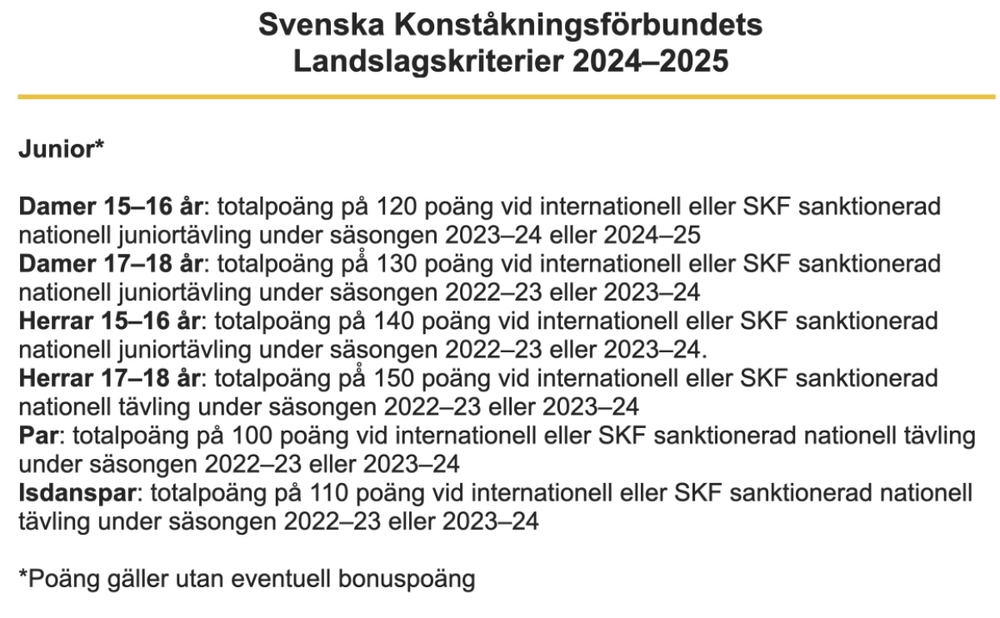 Svenska Konståkningsförbundets
Landslagskriterier 2024–2025
Junior*
Damer 15–16 år: totalpoäng på 120 poäng vid internationell eller SKF sanktionerad
nationell juniortävling under säsongen 2023–24 eller 2024–25
Damer 17–18 år: totalpoäng på 130 poäng vid internationell eller SKF sanktionerad
nationell juniortävling under säsongen 2022–23 eller 2023–24
Herrar 15–16 år: totalpoäng på 140 poäng vid internationell eller SKF sanktionerad
nationell juniortävling under säsongen 2022–23 eller 2023–24.
Herrar 17–18 år: totalpoäng på 150 poäng vid internationell eller SKF sanktionerad
nationell tävling under säsongen 2022–23 eller 2023–24
Par: totalpoäng på 100 poäng vid internationell eller SKF sanktionerad nationell tävling
under säsongen 2022–23 eller 2023–24
Isdanspar: totalpoäng på 110 poäng vid internationell eller SKF sanktionerad nationell
tävling under säsongen 2022–23 eller 2023–24
*Poäng gäller utan eventuell bonuspoäng